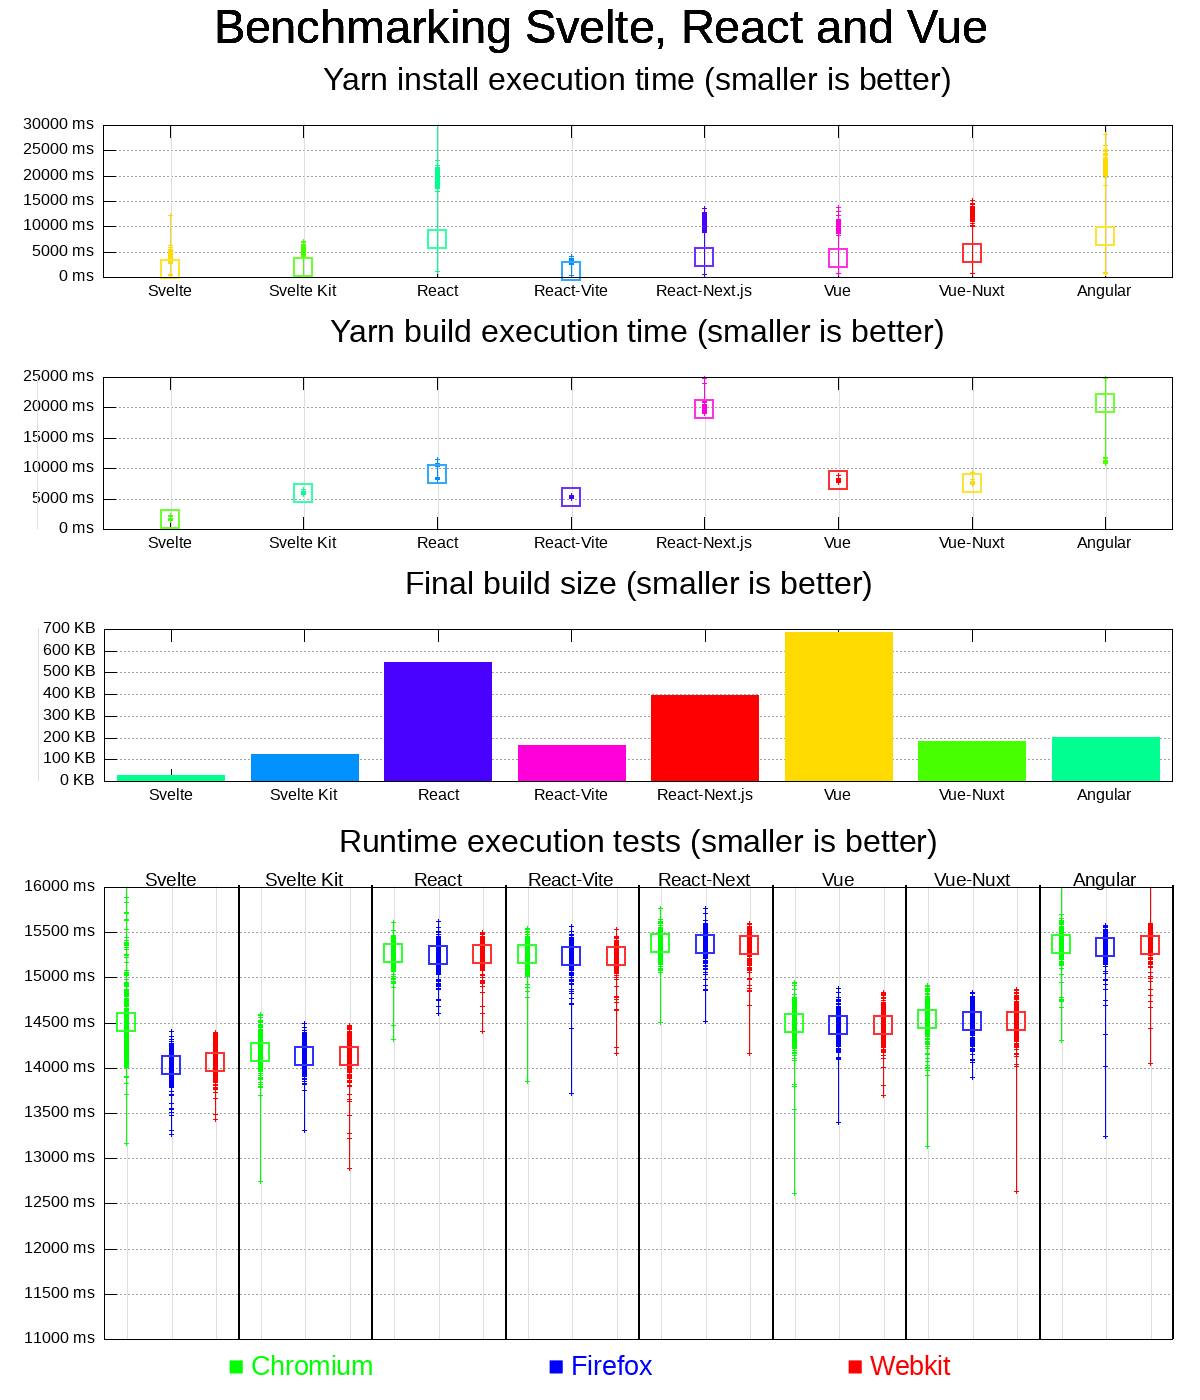 Benchmarking Svelte, React and Vue
Yarn install execution time (smaller is better)
30000 ms
25000 ms
20000 ms
15000 ms
10000 ms
5000 ms
0 ms
Svelte Svelte Kit React React-Vite React-Next.js Vue Vue-Nuxt Angular
Yarn build execution time (smaller is better)
25000 ms
20000 ms
15000 ms
10000 ms
5000 ms
0 ms
Svelte Svelte Kit React React-Vite React-Next.js Vue Vue-Nuxt Angular
Final build size (smaller is better)
700 KB
600 KB
500 KB
400 KB
300 KB
200 KB
100 KB
0 KB
Svelte Svelte Kit React React-Vite React-Next.js Vue Vue-Nuxt Angular
Runtime execution tests (smaller is better)
Svelte Svelte Kit React React-Vite React-Next Vue Vue-Nuxt Angular
16000 ms
15500 ms
15000 ms
14500 ms
14000 ms
13500 ms
13000 ms
12500 ms
12000 ms
11500 ms
11000 ms
Chromium Firefox Webkit